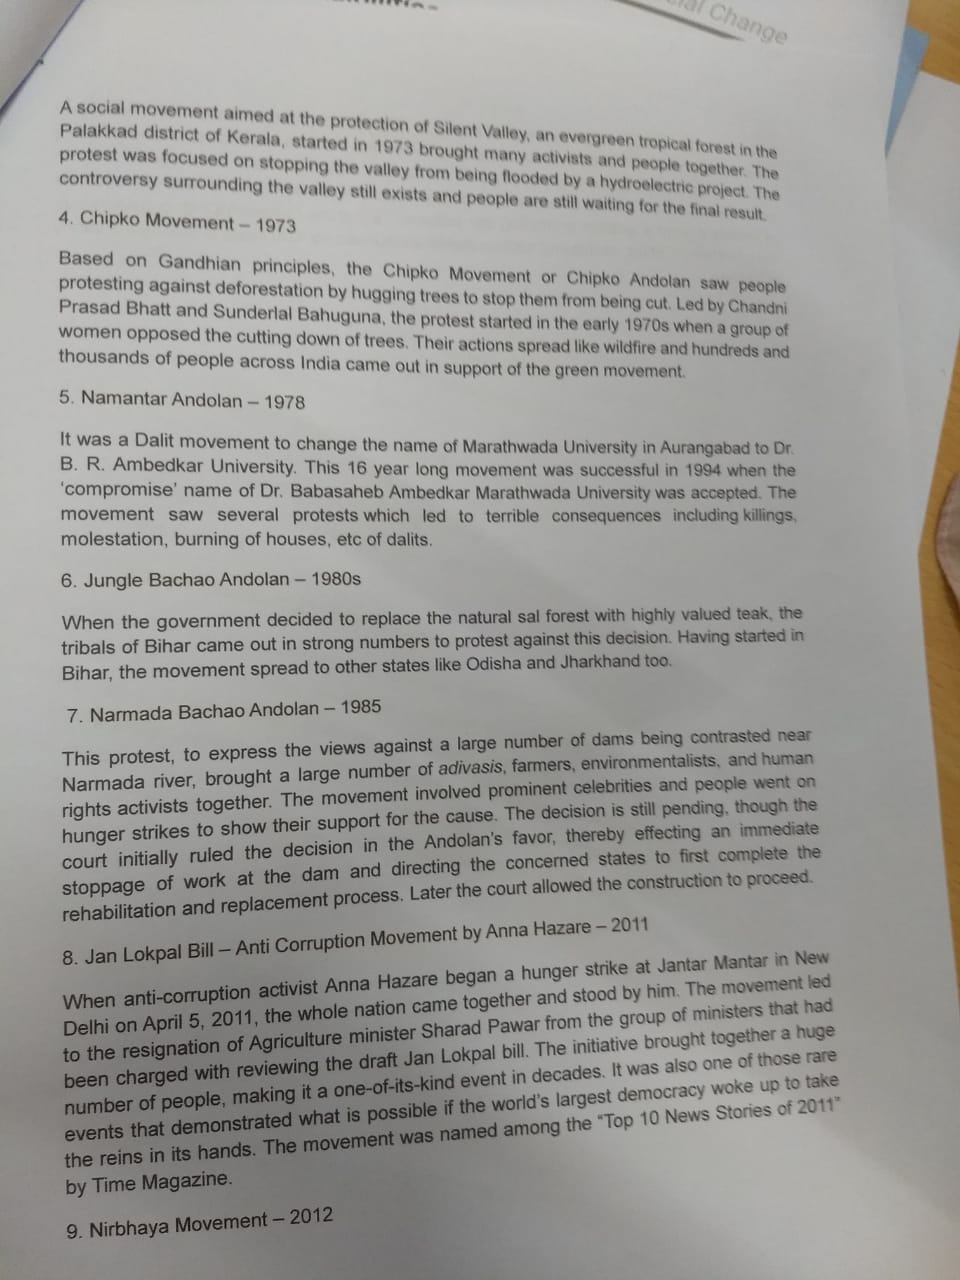 Change
A social movement aimed at the protection of Silent Valley, an evergreen tropical forest in the
Palakkad district of Kerala, started in 1973 brought many activists and people together. The
protest was focused on stopping the valley from being flooded by a hydroelectric project. The
controversy surrounding the valley still exists and people are still waiting for the final result.
4. Chipko Movement – 1973
Based on Gandhian principles, the Chipko Movement or Chipko Andolan saw people
protesting against deforestation by hugging trees to stop them from being cut. Led by Chandni
Prasad Bhatt and Sunderlal Bahuguna, the protest started in the early 1970s when a group of
women opposed the cutting down of trees. Their actions spread like wildfire and hundreds and
thousands of people across India came out in support of the green movement.
5. Namantar Andolan – 1978
It was a Dalit movement to change the name of Marathwada University in Aurangabad to Dr.
B. R. Ambedkar University. This 16 year long movement was successful in 1994 when the
‘compromise’ name of Dr. Babasaheb Ambedkar Marathwada University was accepted. The
movement saw several protests which led to terrible consequences including killings,
molestation, burning of houses, etc of dalits.
6. Jungle Bachao Andolan – 1980s
When the government decided to replace the natural sal forest with highly valued teak, the
tribals of Bihar came out in strong numbers to protest against this decision. Having started in
Bihar, the movement spread to other states like Odisha and Jharkhand too.
7. Narmada Bachao Andolan – 1985
This protest, to express the views against a large number of dams being contrasted near
Narmada river, brought a large number of adivasis, farmers, environmentalists, and human
rights activists together. The movement involved prominent celebrities and people went on
hunger strikes to show their support for the cause. The decision is still pending, though the
court initially ruled the decision in the Andolan’s favor, thereby effecting an immediate
stoppage of work at the dam and directing the concerned states to first complete the
rehabilitation and replacement process. Later the court allowed the construction to proceed.
8. Jan Lokpal Bill – Anti Corruption Movement by Anna Hazare – 2011
When anti-corruption activist Anna Hazare began a hunger strike at Jantar Mantar in New
Delhi on April 5, 2011, the whole nation came together and stood by him. The movement led
to the resignation of Agriculture minister Sharad Pawar from the group of ministers that had
been charged with reviewing the draft Jan Lokpal bill. The initiative brought together a huge
number of people, making it a one-of-its-kind event in decades. It was also one of those rare
events that demonstrated what is possible if the world’s largest democracy woke up to take
the reins in its hands. The movement was named among the “Top 10 News Stories of 2011”
by Time Magazine.
9. Nirbhaya Movement – 2012